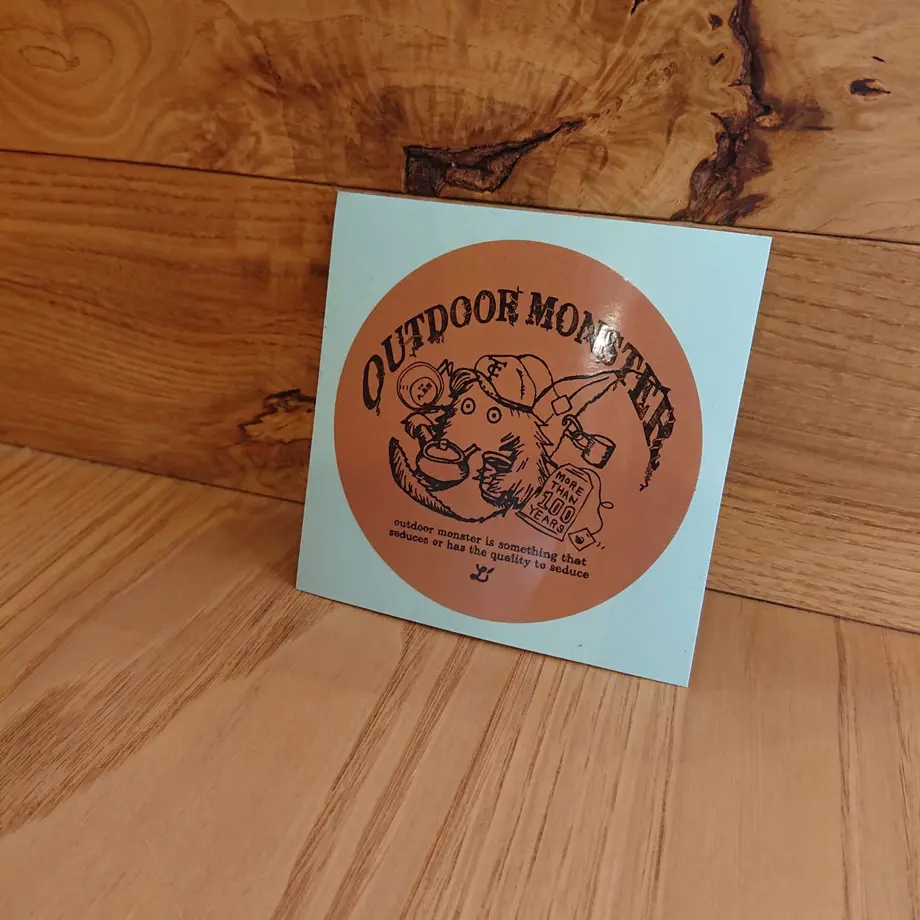 OUTDOOR MONSTER
MORE
THAN
100
YEARS
outdoor monster is something that
seduces or has the quality to seduce